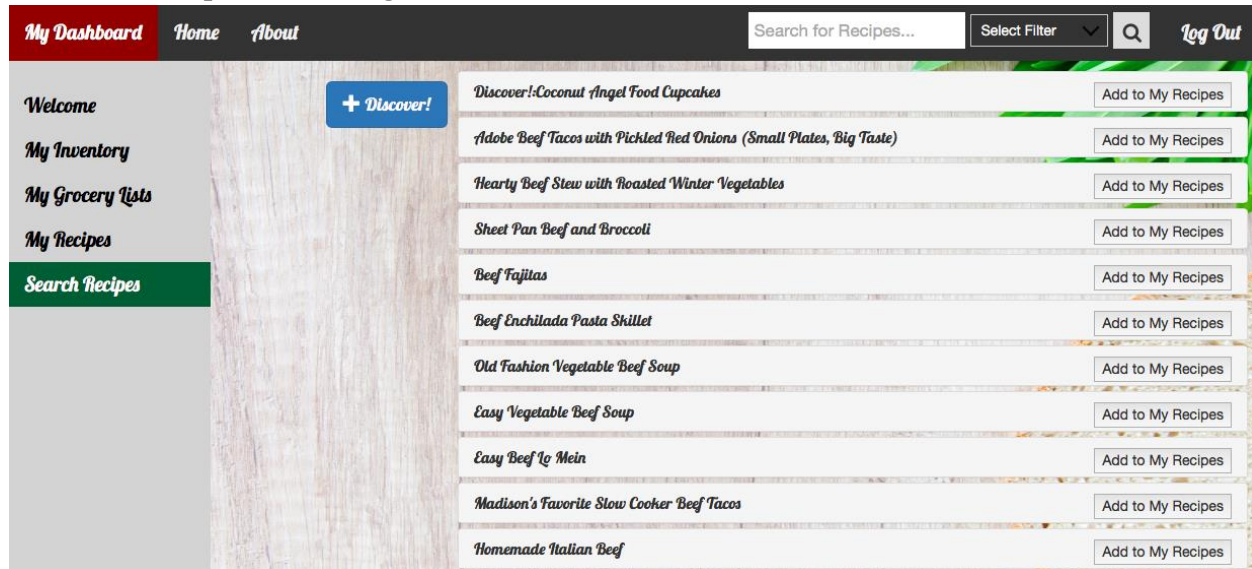 My Dashboard Home About Search for Recipes... Select Filter Log Out
Welcome
My Inventory
My Grocery Lists
My Recipes
Search Recipes
+ Discover!
Discover!:Coconut Angel Food Cupcakes Add to My Recipes
Adobe Beef Tacos with Pickled Red Onions (Small Plates, Big Taste) Add to My Recipes
Hearty Beef Stew with Roasted Winter Vegetables Add to My Recipes
Sheet Pan Beef and Broccoli Add to My Recipes
Beef Fajitas Add to My Recipes
Beef Enchilada Pasta Skillet Add to My Recipes
Old Fashion Vegetable Beef Soup Add to My Recipes
Easy Vegetable Beef Soup Add to My Recipes
Easy Beef Lo Mein Add to My Recipes
Madison's Favorite Slow Cooker Beef Tacos Add to My Recipes
Homemade Italian Beef Add to My Recipes